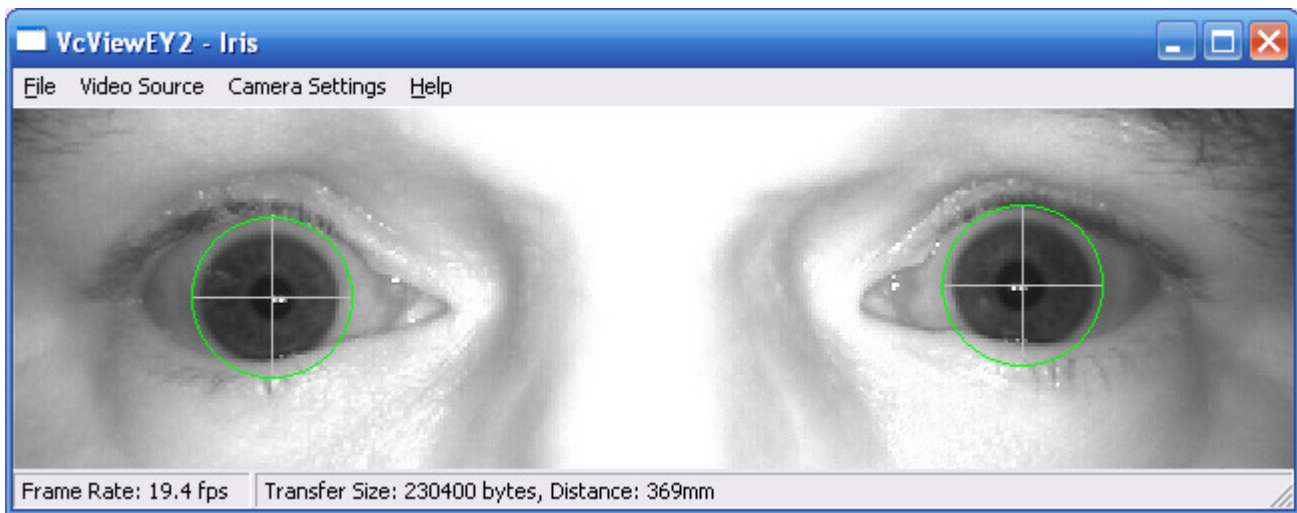 VcViewEY2 - Iris
File Video Source Camera Settings Help
Frame Rate: 19.4 fps Transfer Size: 230400 bytes, Distance: 369mm